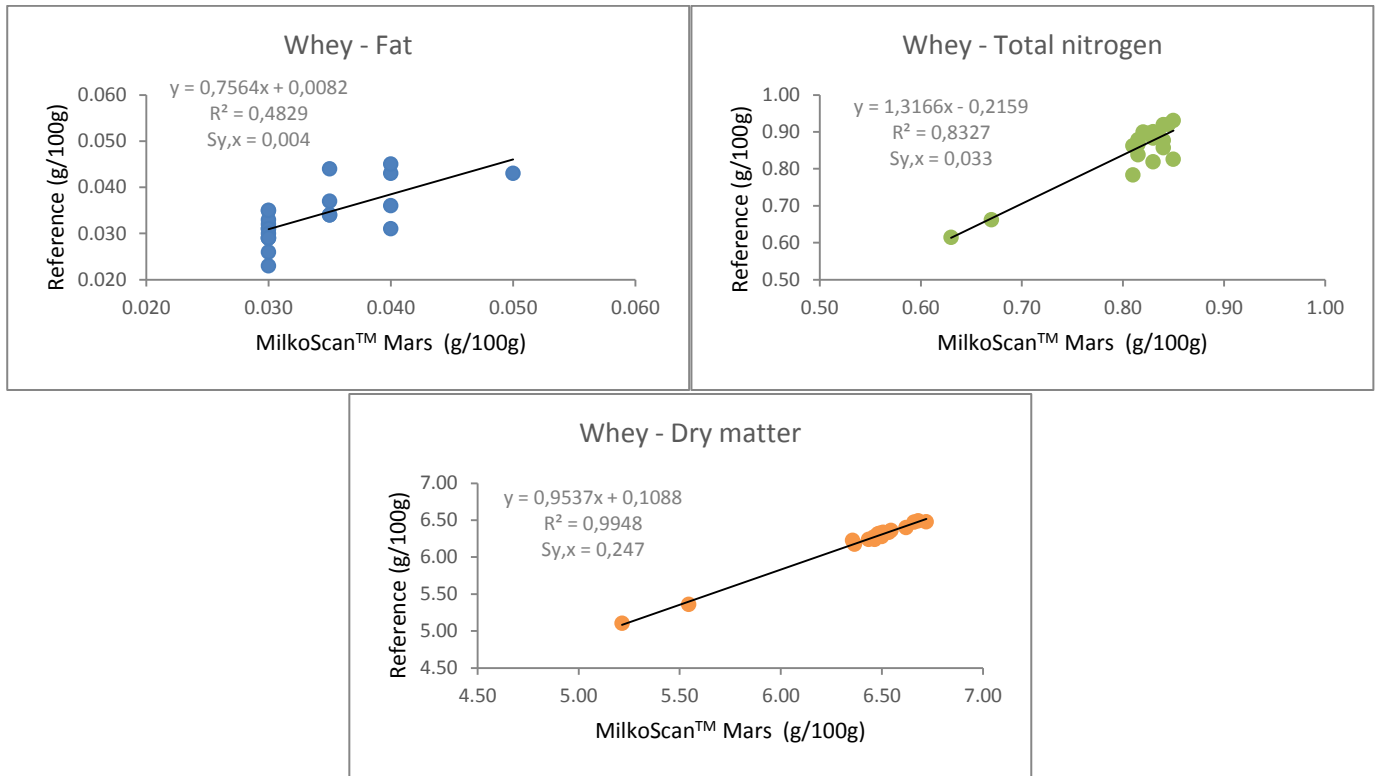 Whey - Fat
y = 0,7564x + 0,0082
R² = 0,4829
Sy,x = 0,004
Reference (g/100g)
0.060
0.050
0.040
0.030
0.020
0.020 0.030 0.040 0.050 0.060
MilkoScan™ Mars (g/100g)
Whey - Total nitrogen
y = 1,3166x - 0,2159
R² = 0,8327
Sy,x = 0,033
Reference (g/100g)
1.00
0.90
0.80
0.70
0.60
0.50
0.50 0.60 0.70 0.80 0.90 1.00
MilkoScan™ Mars (g/100g)
Whey - Dry matter
y = 0,9537x + 0,1088
R² = 0,9948
Sy,x = 0,247
Reference (g/100g)
7.00
6.50
6.00
5.50
5.00
4.50
4.50 5.00 5.50 6.00 6.50 7.00
MilkoScan™ Mars (g/100g)